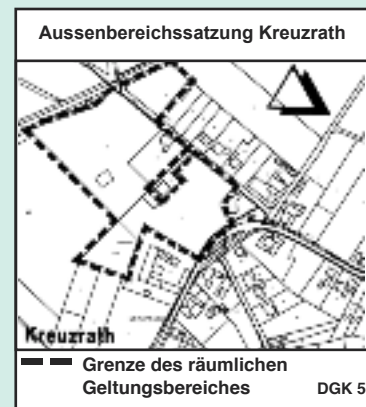 Aussenbereichssatzung Kreuzrath
Kreuzrath
Grenze des räumlichen
Geltungsbereiches DGK 5